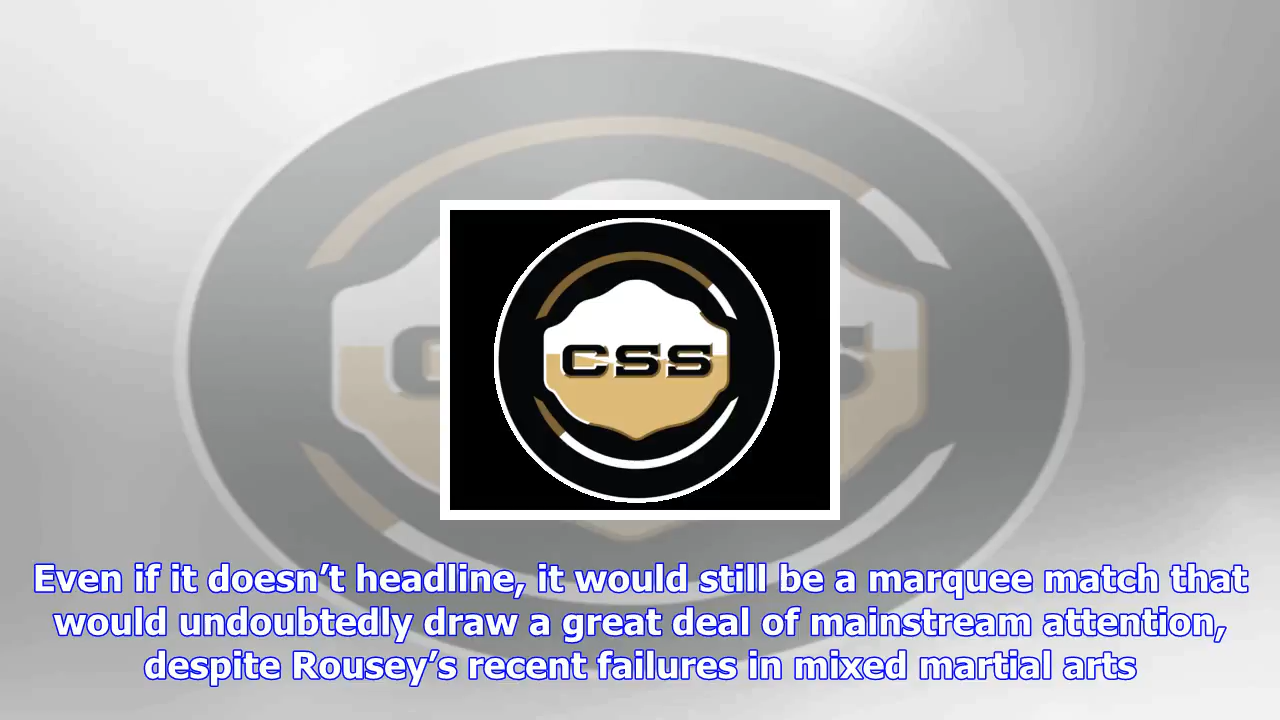 CSS
Even if it doesn’t headline, it would still be a marquee match that
would undoubtedly draw a great deal of mainstream attention,
despite Rousey’s recent failures in mixed martial arts